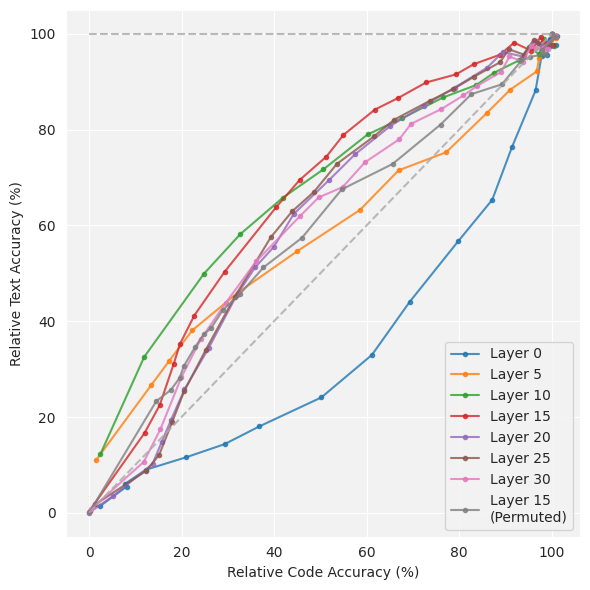 100
80
60
40
20
0
Relative Text Accuracy (%)
0 20 40 60 80 100
Relative Code Accuracy (%)
Layer 0
Layer 5
Layer 10
Layer 15
Layer 20
Layer 25
Layer 30
Layer 15
(Permuted)